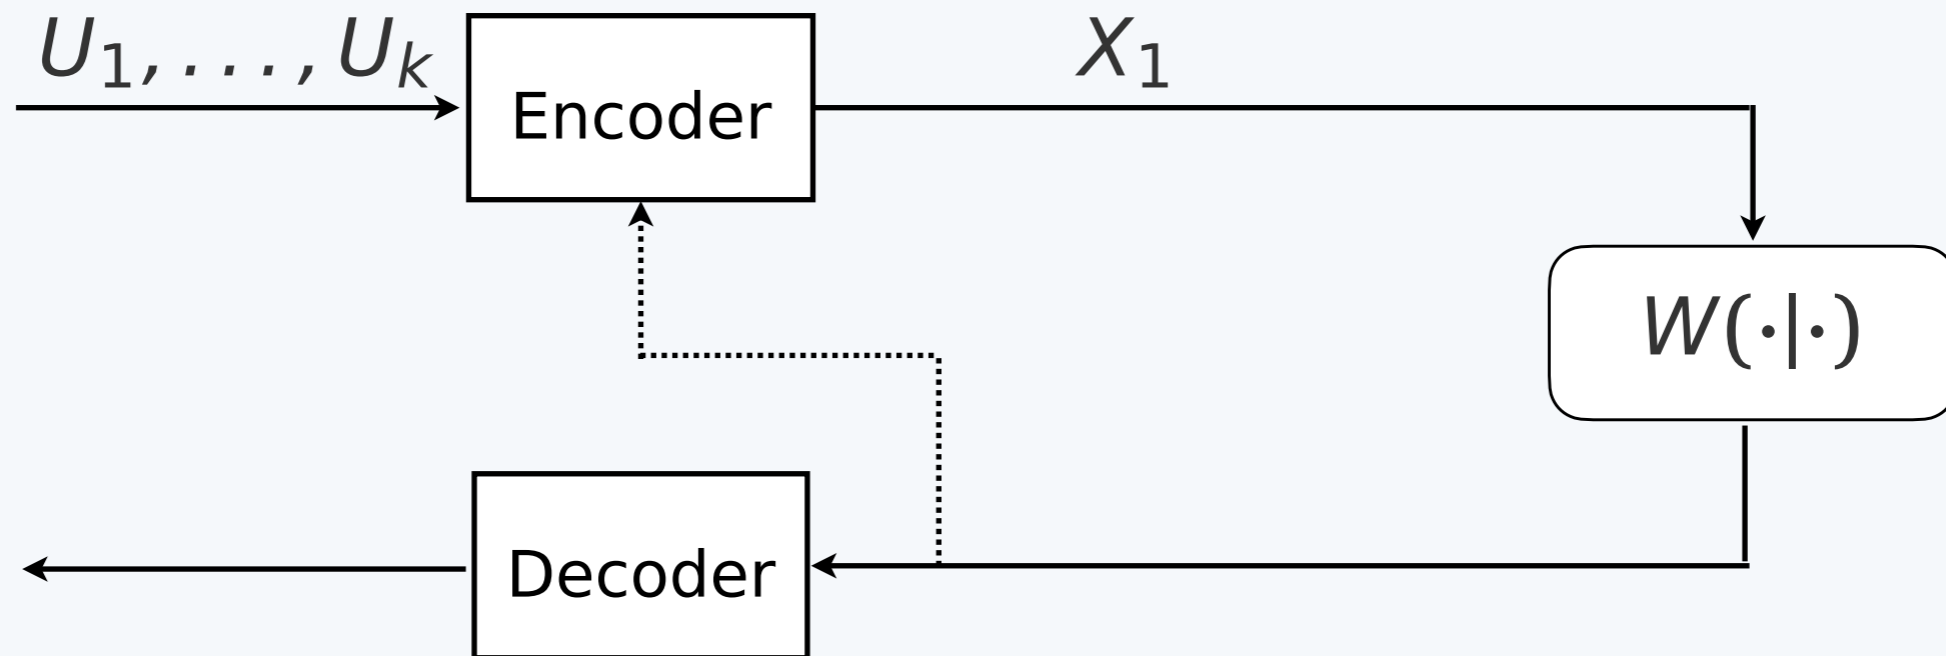 U₁, . . . , Uₖ
X₁
Encoder
W(·|·)
Decoder